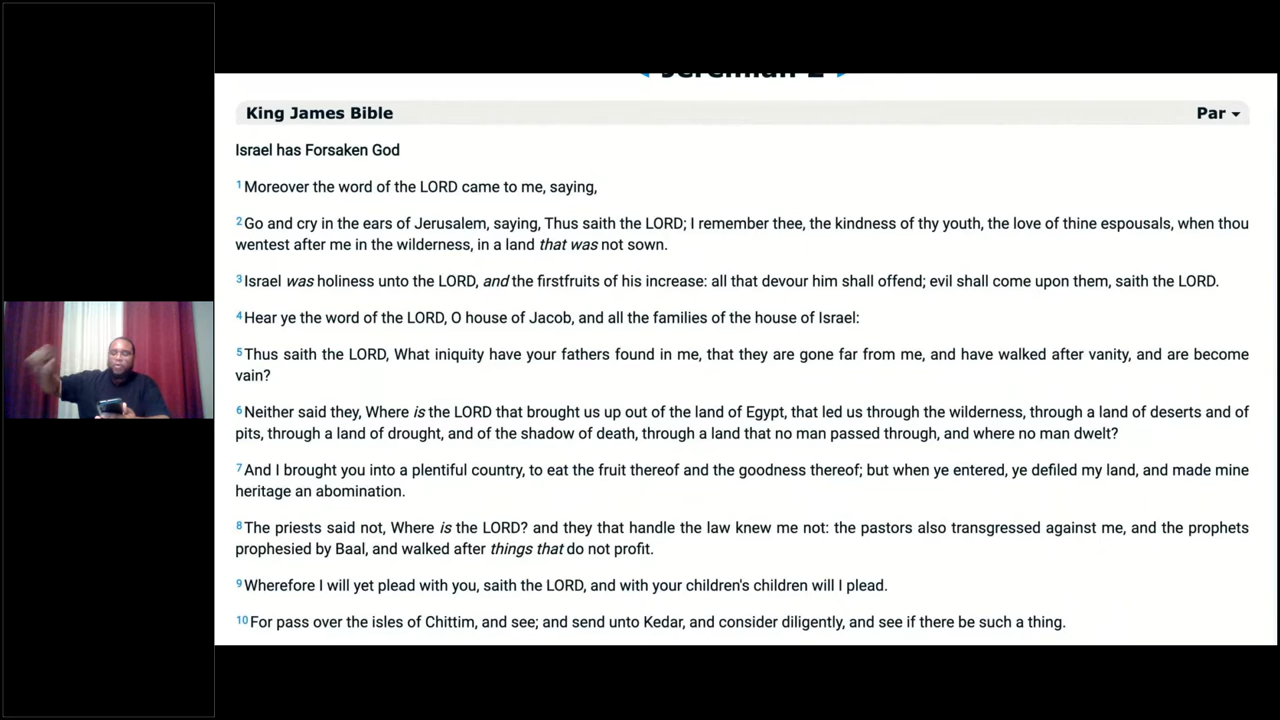 Jeremiah 2
King James Bible
Par
Israel has Forsaken God
1 Moreover the word of the LORD came to me, saying,
2 Go and cry in the ears of Jerusalem, saying, Thus saith the LORD; I remember thee, the kindness of thy youth, the love of thine espousals, when thou
wentest after me in the wilderness, in a land that was not sown.
3 Israel was holiness unto the LORD, and the firstfruits of his increase: all that devour him shall offend; evil shall come upon them, saith the LORD.
4 Hear ye the word of the LORD, O house of Jacob, and all the families of the house of Israel:
5 Thus saith the LORD, What iniquity have your fathers found in me, that they are gone far from me, and have walked after vanity, and are become
vain?
6 Neither said they, Where is the LORD that brought us up out of the land of Egypt, that led us through the wilderness, through a land of deserts and of
pits, through a land of drought, and of the shadow of death, through a land that no man passed through, and where no man dwelt?
7 And I brought you into a plentiful country, to eat the fruit thereof and the goodness thereof; but when ye entered, ye defiled my land, and made mine
heritage an abomination.
8 The priests said not, Where is the LORD? and they that handle the law knew me not: the pastors also transgressed against me, and the prophets
prophesied by Baal, and walked after things that do not profit.
9 Wherefore I will yet plead with you, saith the LORD, and with your children's children will I plead.
10 For pass over the isles of Chittim, and see; and send unto Kedar, and consider diligently, and see if there be such a thing.